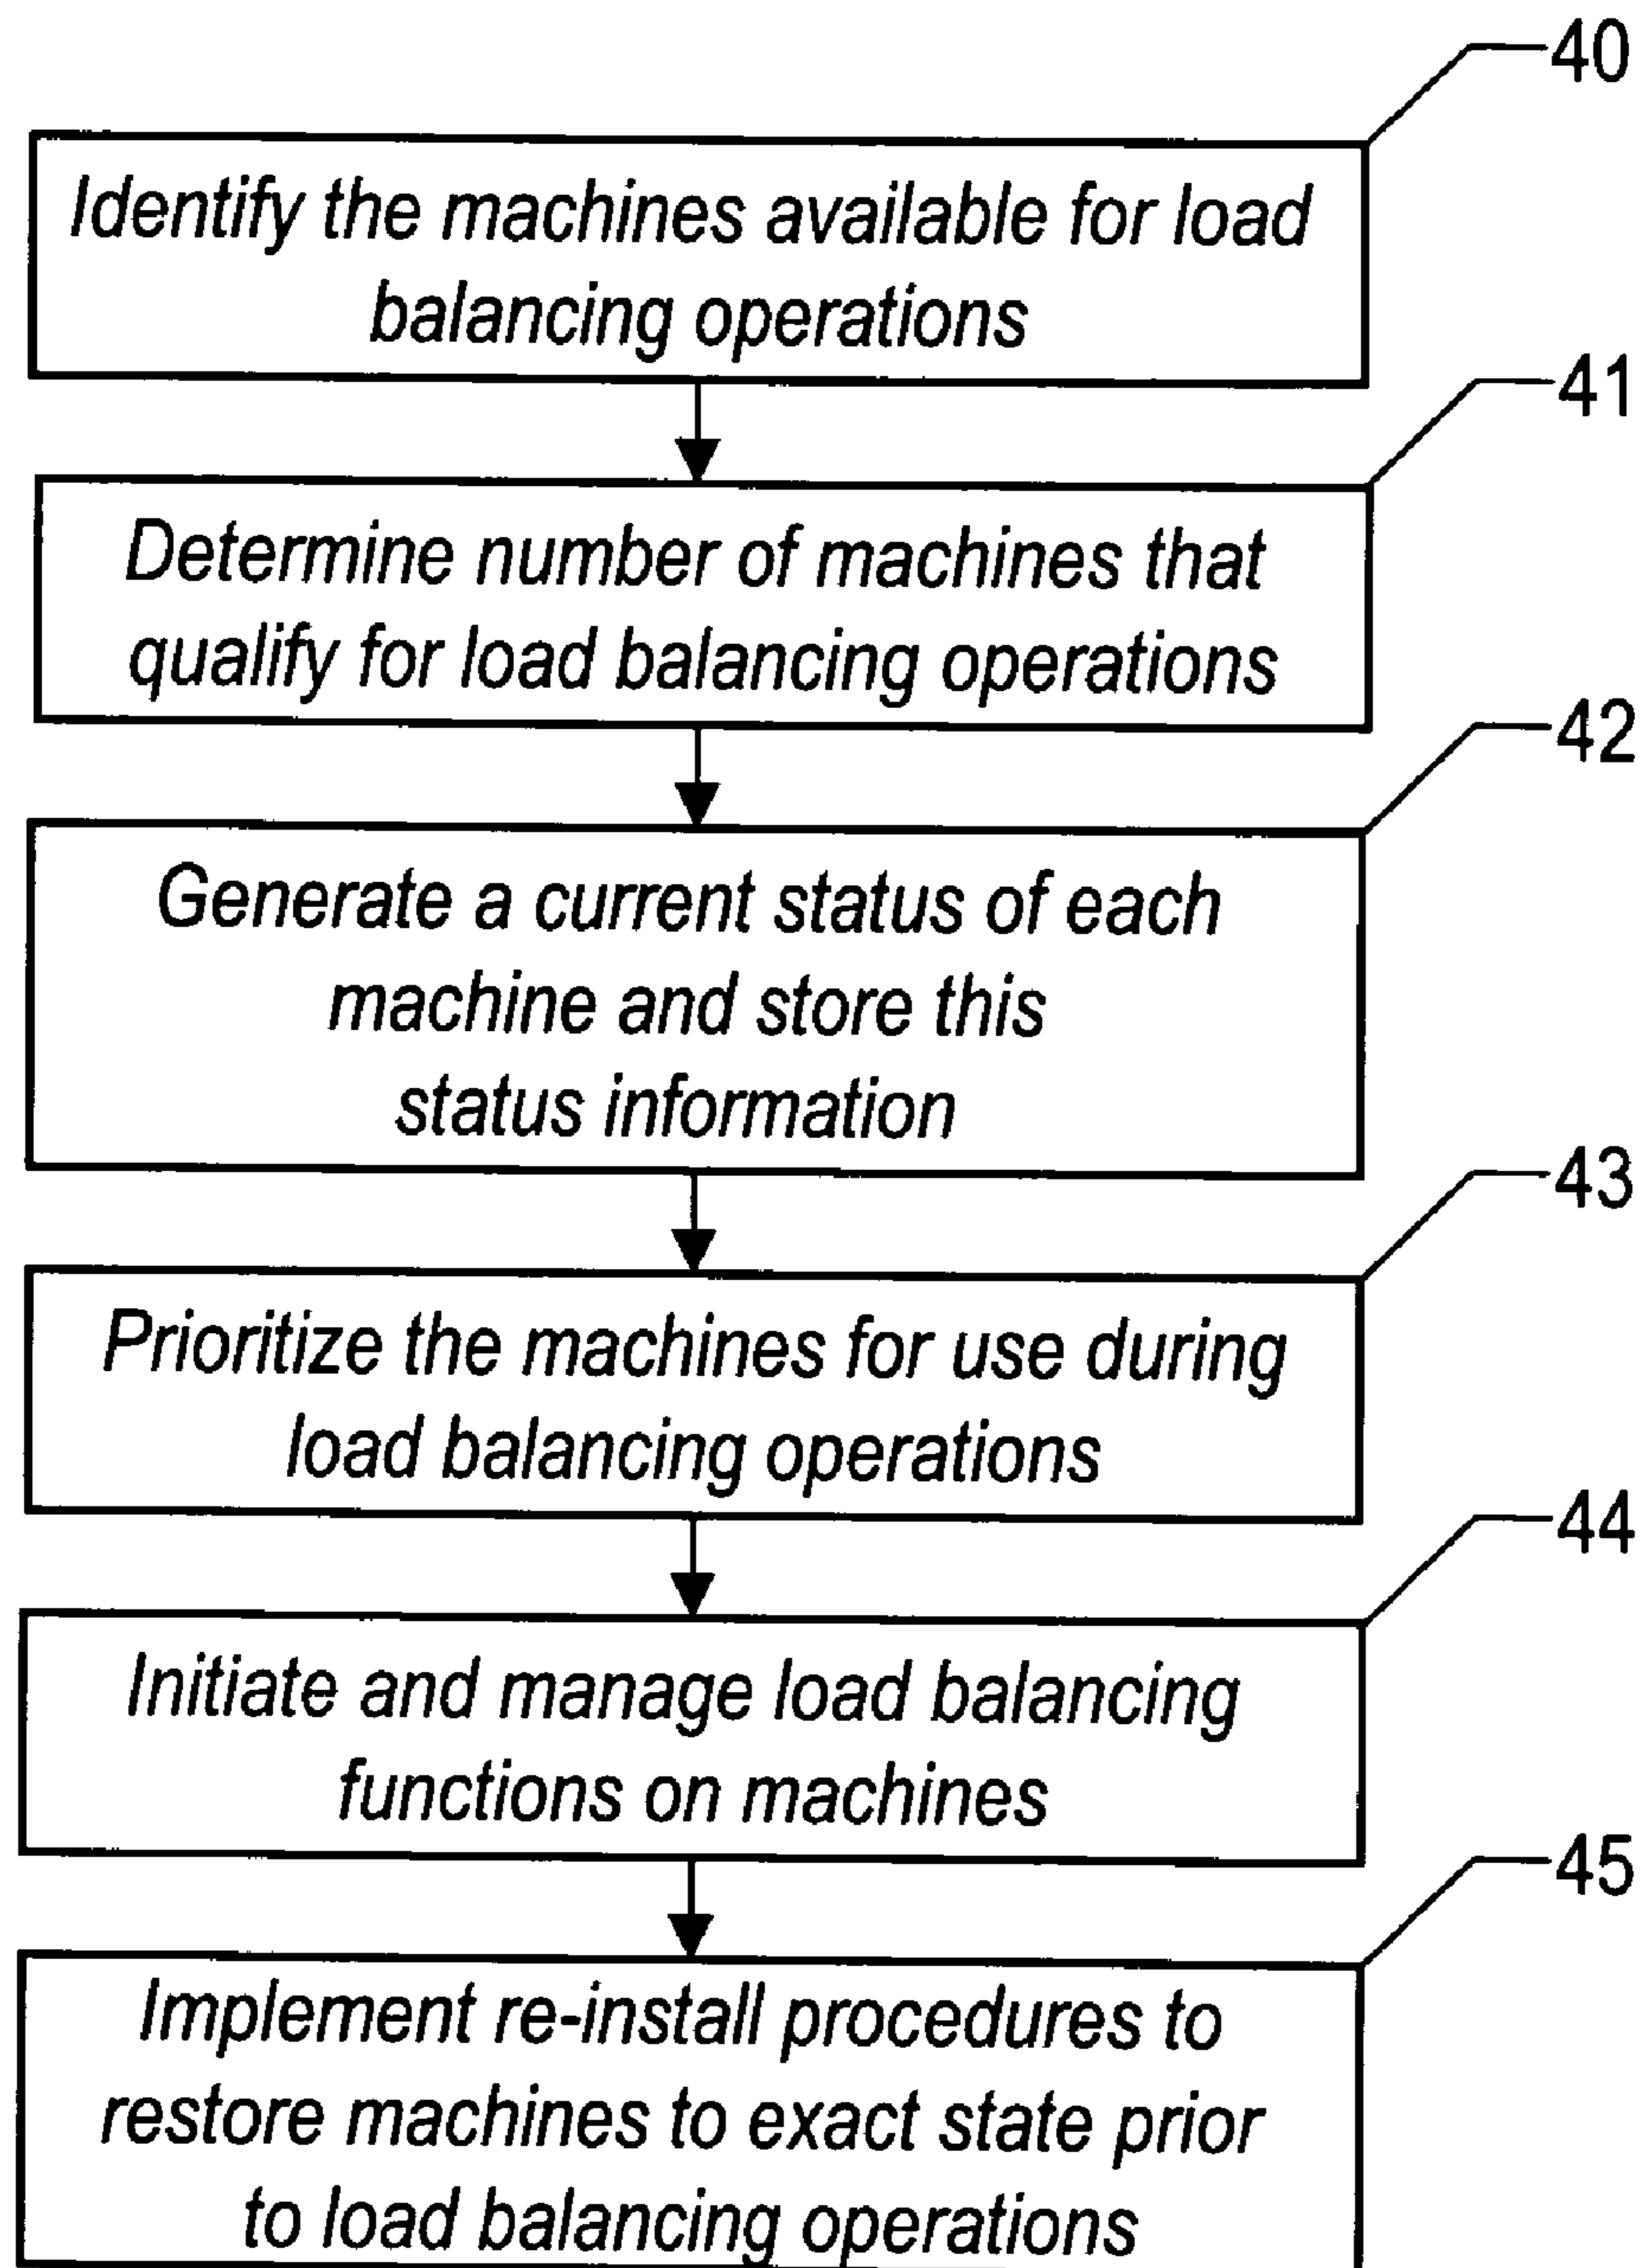 40
Identify the machines available for load
balancing operations
41
Determine number of machines that
qualify for load balancing operations
42
Generate a current status of each
machine and store this
status information
43
Prioritize the machines for use during
load balancing operations
44
Initiate and manage load balancing
functions on machines
45
Implement re-install procedures to
restore machines to exact state prior
to load balancing operations